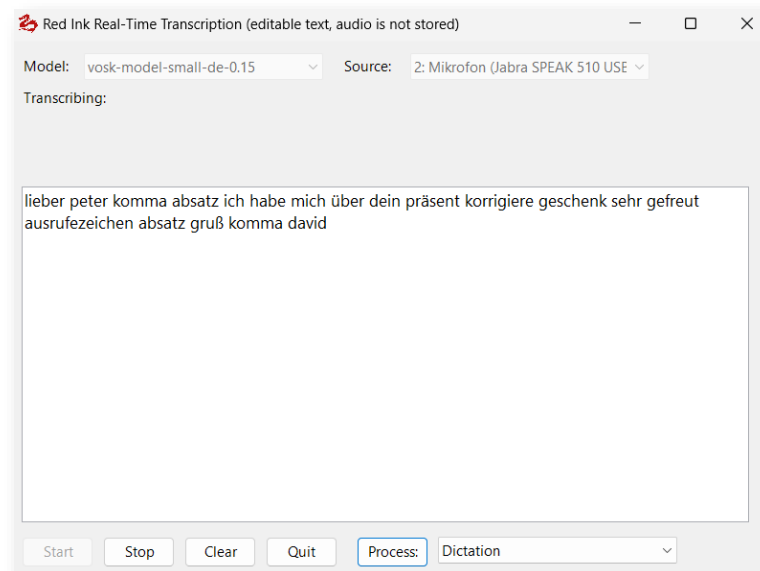 Red Ink Real-Time Transcription (editable text, audio is not stored)
Model: vosk-model-small-de-0.15 Source: 2: Mikrofon (Jabra SPEAK 510 USE
Transcribing:
lieber peter komma absatz ich habe mich über dein präsent korrigiere geschenk sehr gefreut
ausrufezeichen absatz gruß komma david
Start Stop Clear Quit Process: Dictation